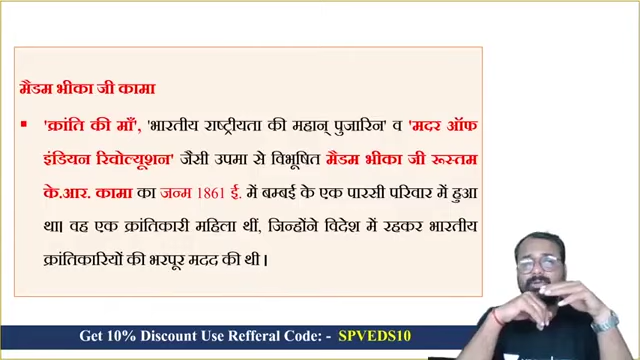 मैडम भीका जी कामा
▪ 'क्रांति की माँ', 'भारतीय राष्ट्रीयता की महान् पुजारिन' व 'मदर ऑफ
इंडियन रिवोल्यूशन' जैसी उपमा से विभूषित मैडम भीका जी रूस्तम
के.आर. कामा का जन्म 1861 ई. में बम्बई के एक पारसी परिवार में हुआ
था। वह एक क्रांतिकारी महिला थीं, जिन्होंने विदेश में रहकर भारतीय
क्रांतिकारियों की भरपूर मदद की थी।
Get 10% Discount Use Refferal Code: - SPVEDS10